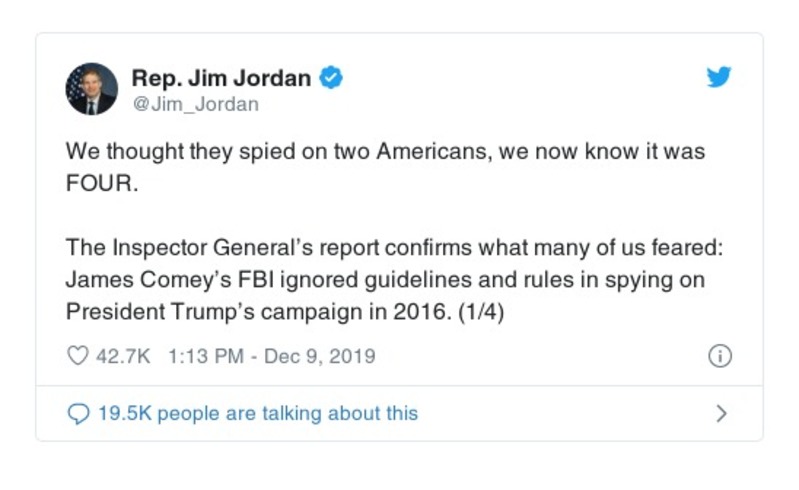 Rep. Jim Jordan
@Jim_Jordan
We thought they spied on two Americans, we now know it was
FOUR.
The Inspector General’s report confirms what many of us feared:
James Comey’s FBI ignored guidelines and rules in spying on
President Trump’s campaign in 2016. (1/4)
42.7K 1:13 PM - Dec 9, 2019
19.5K people are talking about this